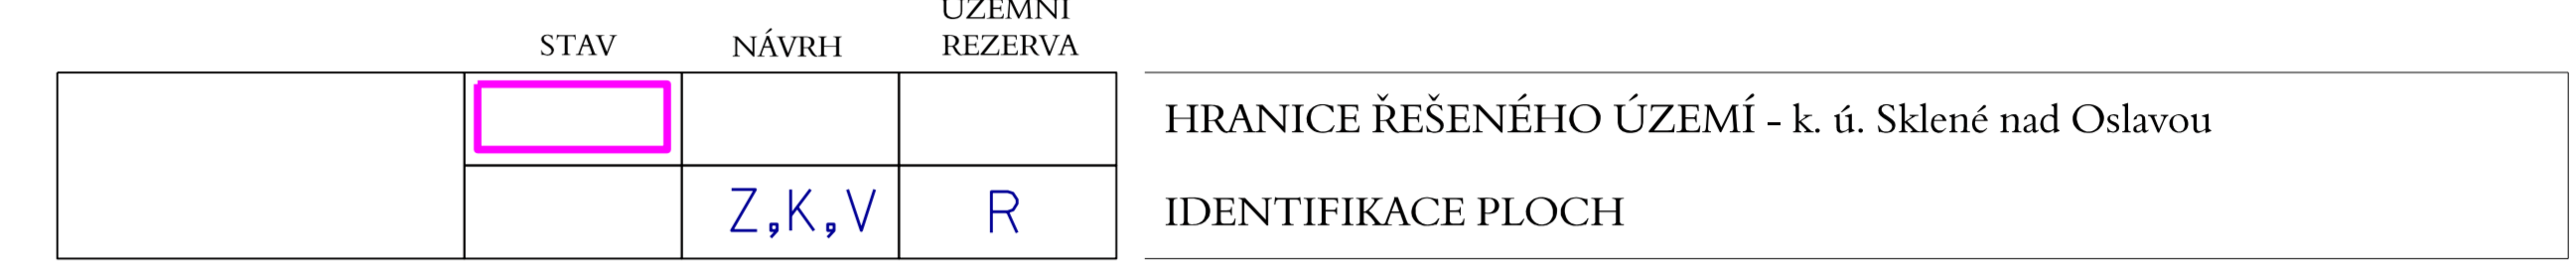 ÚZEMNÍ
STAV NÁVRH REZERVA
HRANICE ŘEŠENÉHO ÚZEMÍ - k. ú. Sklené nad Oslavou
Z,K,V R IDENTIFIKACE PLOCH